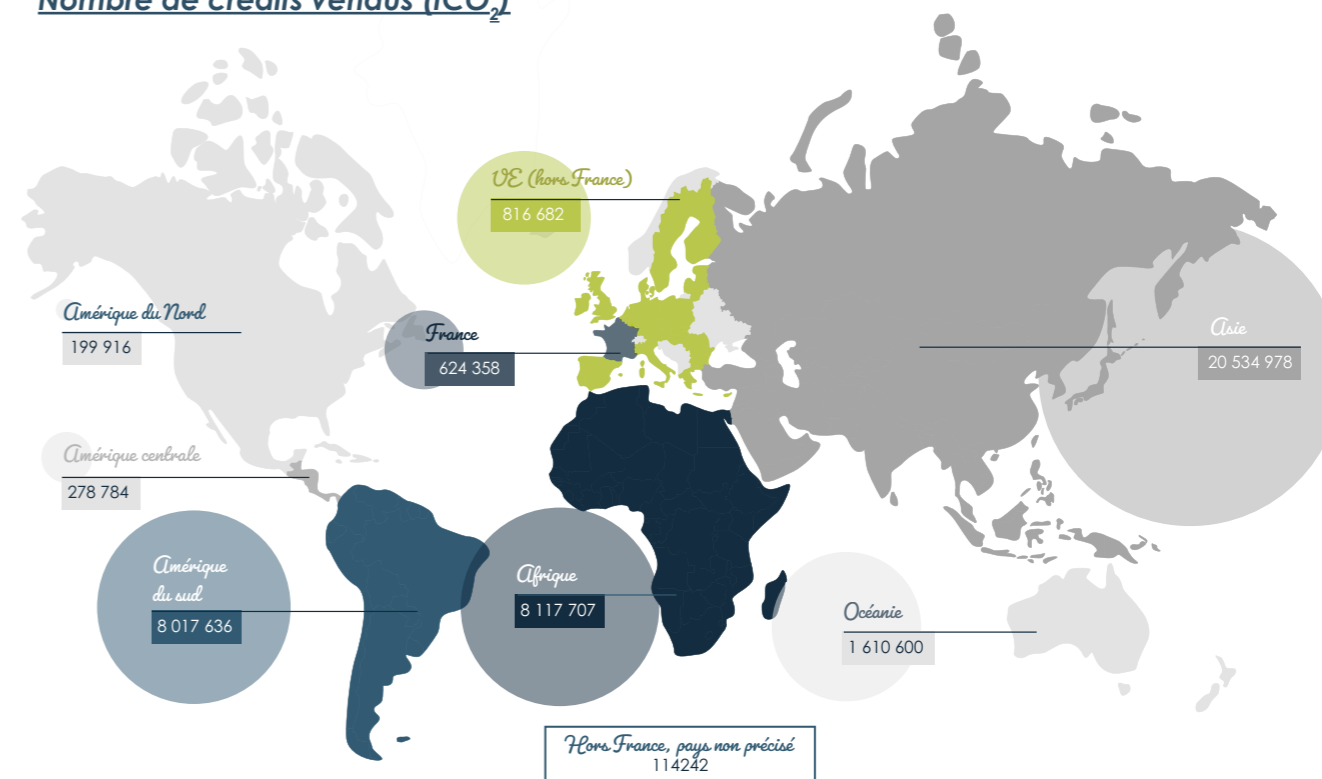 Nombre de crédits vendus (tCO₂)
UE (hors France)
816 682
Amérique du Nord
199 916
France
624 358
Asie
20 534 978
Amérique centrale
278 784
Amérique
du sud
8 017 636
Afrique
8 117 707
Océanie
1 610 600
Hors France, pays non précisé
114242